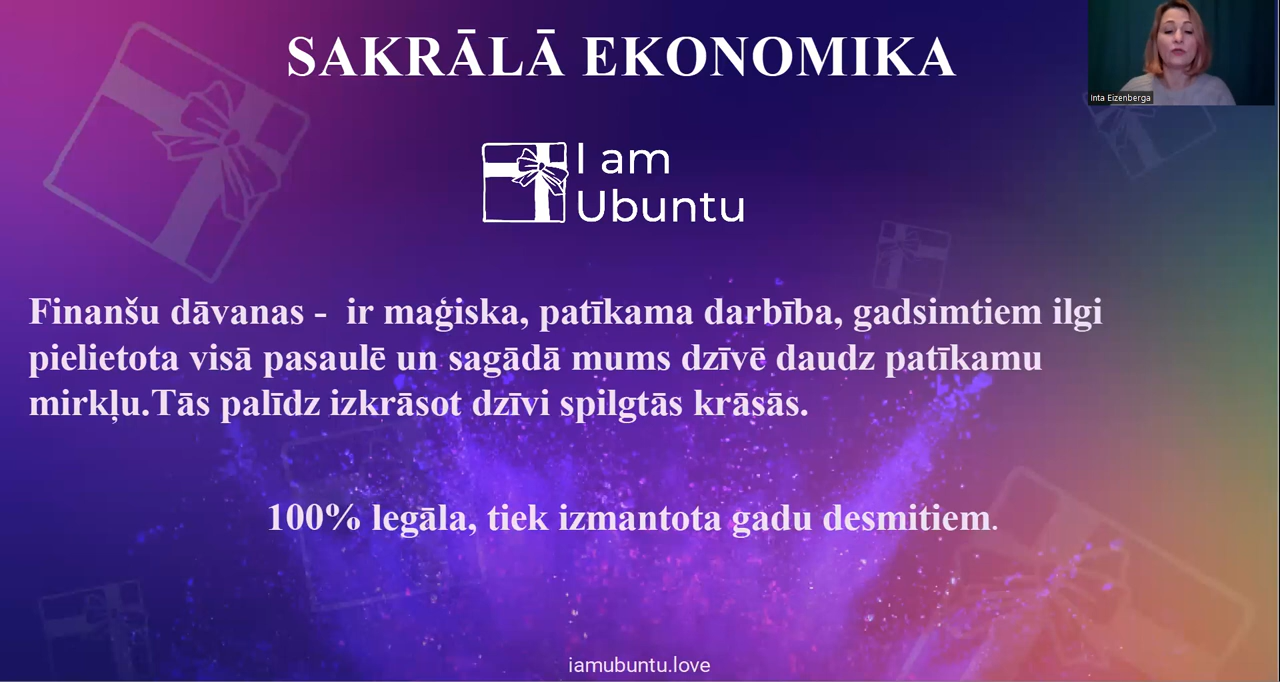 SAKRĀLĀ EKONOMIKA
Inta Eizenberga
I am
Ubuntu
Finanšu dāvanas - ir maģiska, patīkama darbība, gadsimtiem ilgi
pielietota visā pasaulē un sagādā mums dzīvē daudz patīkamu
mirkļu.Tās palīdz izkrāsot dzīvi spilgtās krāsās.
100% legāla, tiek izmantota gadu desmitiem.
iamubuntu.love